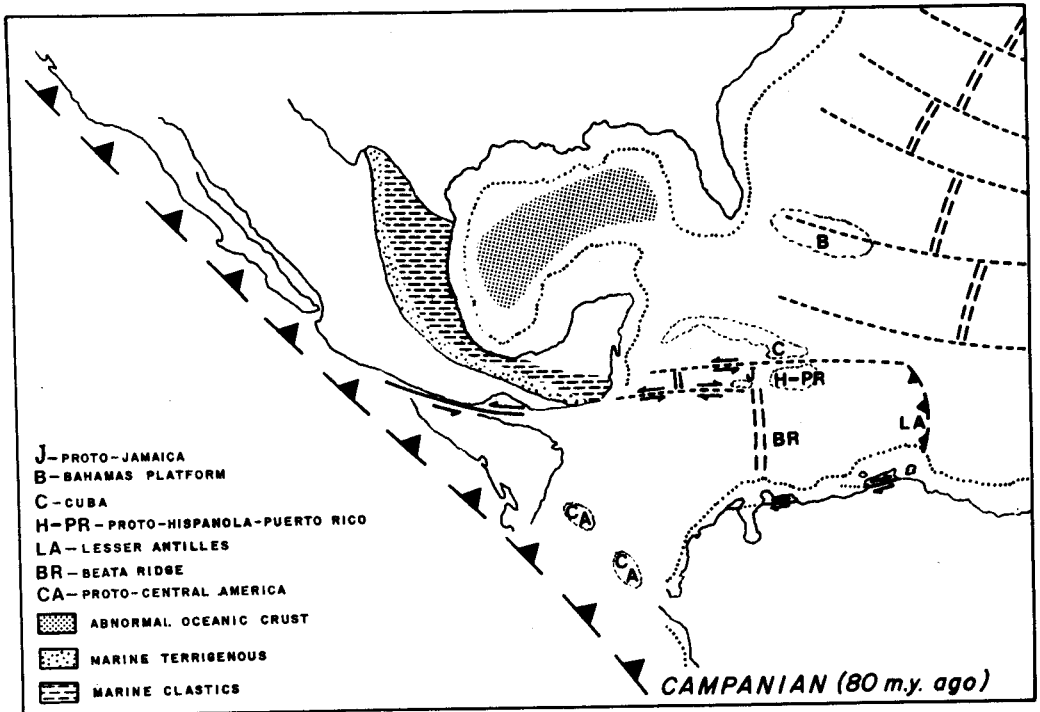 B
C
J
H-PR
BR
LA
CA
C
A
J-PROTO-JAMAICA
B-BAHAMAS PLATFORM
C-CUBA
H-PR-PROTO-HISPANOLA-PUERTO RICO
LA-LESSER ANTILLES
BR-BEATA RIDGE
CA-PROTO-CENTRAL AMERICA
ABNORMAL OCEANIC CRUST
MARINE TERRIGENOUS
MARINE CLASTICS
CAMPANIAN (80 m.y. ago)